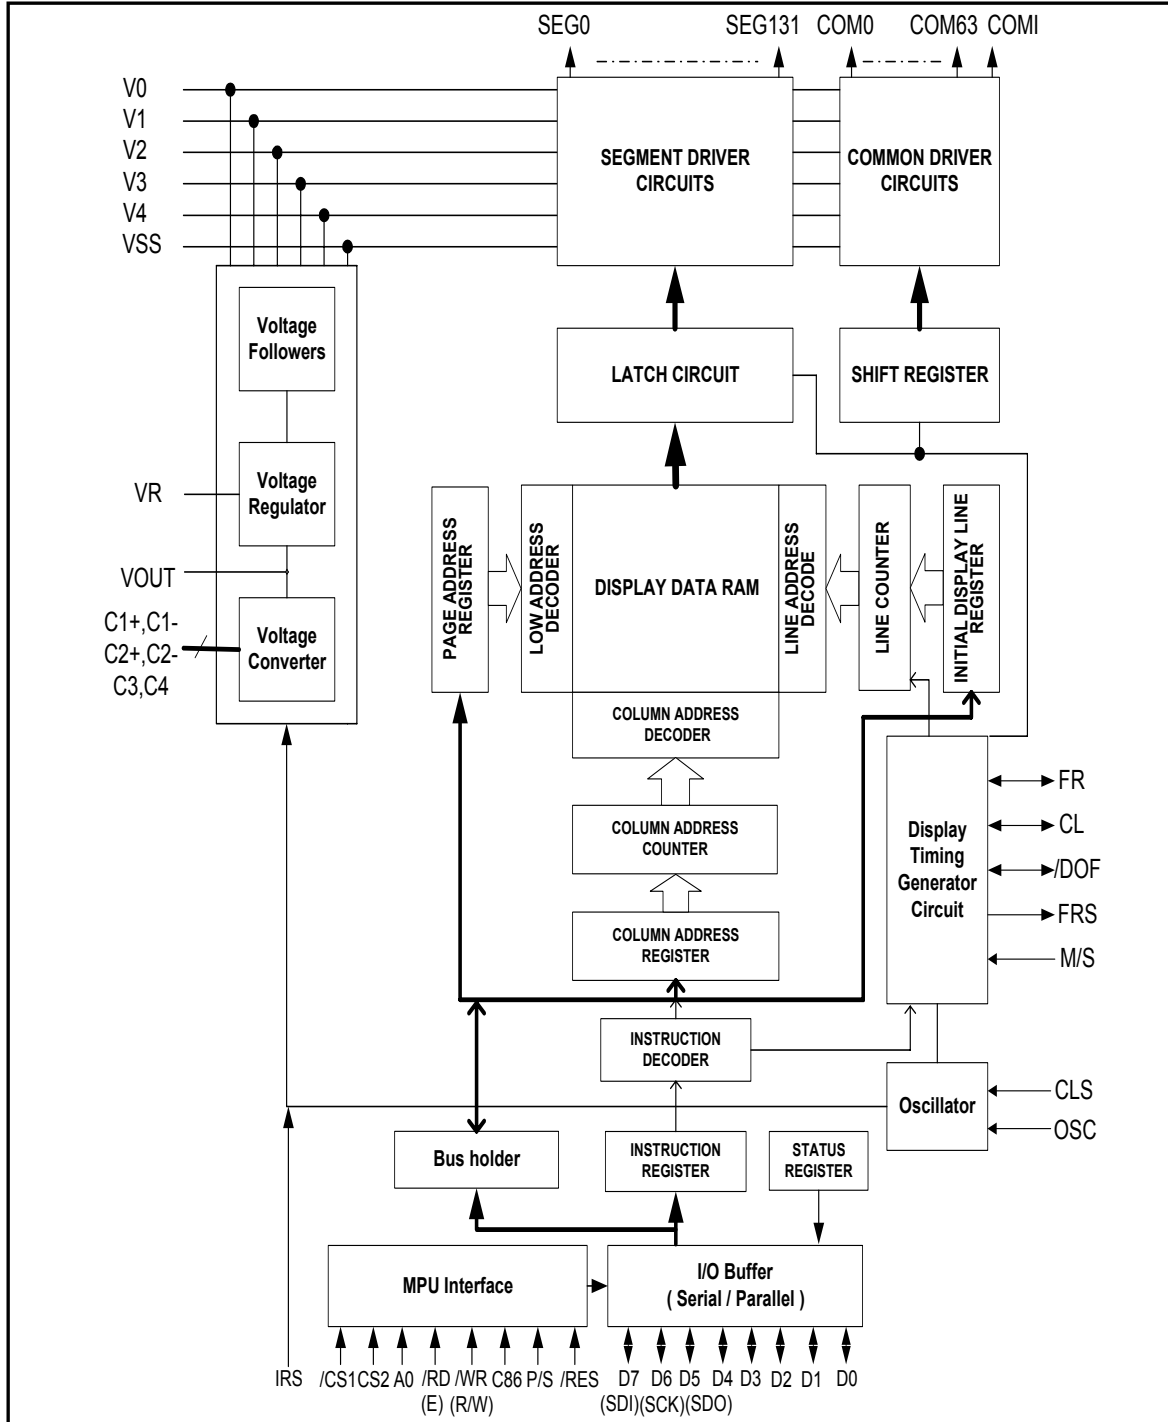 SEG0 SEG131 COM0 COM63 COMI
V0
V1
V2
V3
V4
VSS
SEGMENT DRIVER
CIRCUITS
COMMON DRIVER
CIRCUITS
Voltage
Followers
LATCH CIRCUIT
SHIFT REGISTER
VR
Voltage
Regulator
VOUT
C1+,C1-
C2+,C2-
C3,C4
Voltage
Converter
PAGE ADDRESS
REGISTER
LOW ADDRESS
DECODER
DISPLAY DATA RAM
LINE ADDRESS
DECODE
LINE COUNTER
INITIAL DISPLAY LINE
REGISTER
COLUMN ADDRESS
DECODER
COLUMN ADDRESS
COUNTER
COLUMN ADDRESS
REGISTER
Display
Timing
Generator
Circuit
FR
CL
/DOF
FRS
M/S
INSTRUCTION
DECODER
Oscillator
CLS
OSC
Bus holder
INSTRUCTION
REGISTER
STATUS
REGISTER
MPU Interface
I/O Buffer
( Serial / Parallel )
IRS /CS1 CS2 A0 /RD /WR C86 P/S /RES D7 D6 D5 D4 D3 D2 D1 D0
(E) (R/W) (SDI) (SCK) (SDO)